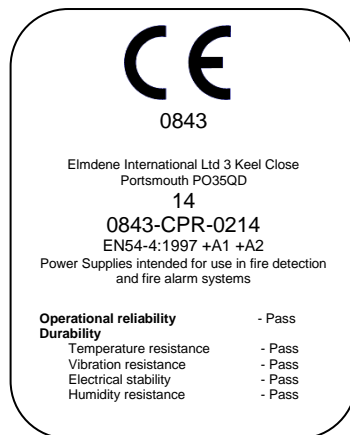 CE
0843
Elmdene International Ltd 3 Keel Close
Portsmouth PO35QD
14
0843-CPR-0214
EN54-4:1997 +A1 +A2
Power Supplies intended for use in fire detection
and fire alarm systems
Operational reliability - Pass
Durability
Temperature resistance - Pass
Vibration resistance - Pass
Electrical stability - Pass
Humidity resistance - Pass